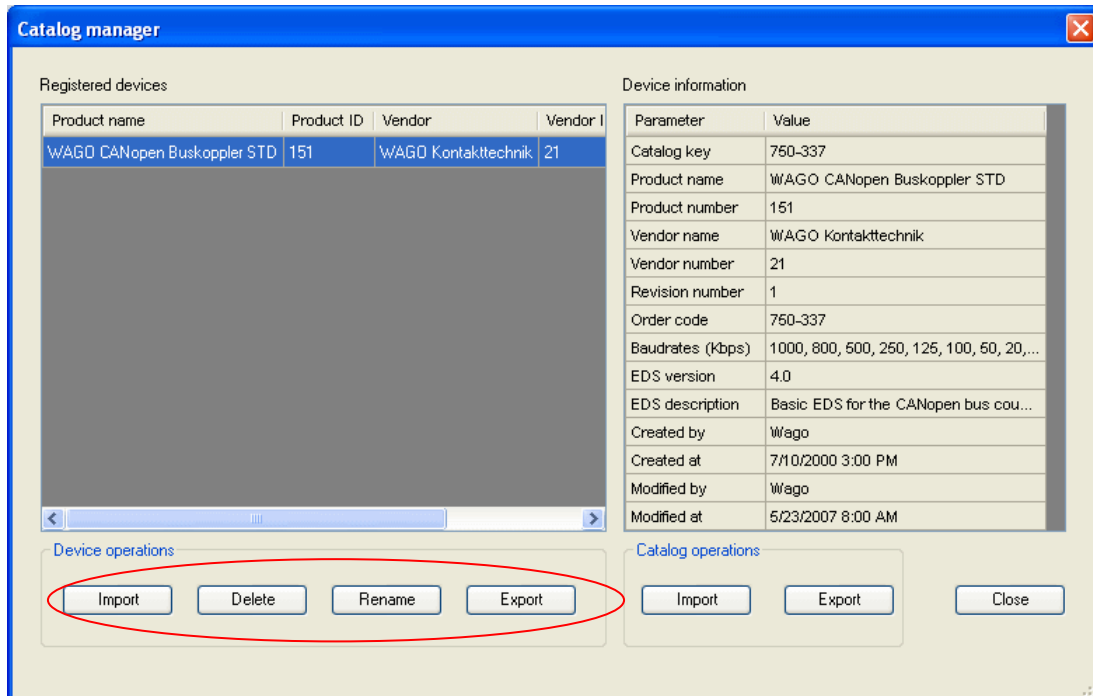 Catalog manager
Registered devices
Product name Product ID Vendor Vendor I
WAGO CANopen Buskoppler STD 151 WAGO Kontakttechnik 21
Device information
Parameter Value
Catalog key 750-337
Product name WAGO CANopen Buskoppler STD
Product number 151
Vendor name WAGO Kontakttechnik
Vendor number 21
Revision number 1
Order code 750-337
Baudrates (Kbps) 1000, 800, 500, 250, 125, 100, 50, 20,...
EDS version 4.0
EDS description Basic EDS for the CANopen bus cou...
Created by Wago
Created at 7/10/2000 3:00 PM
Modified by Wago
Modified at 5/23/2007 8:00 AM
Device operations
Import Delete Rename Export
Catalog operations
Import Export
Close